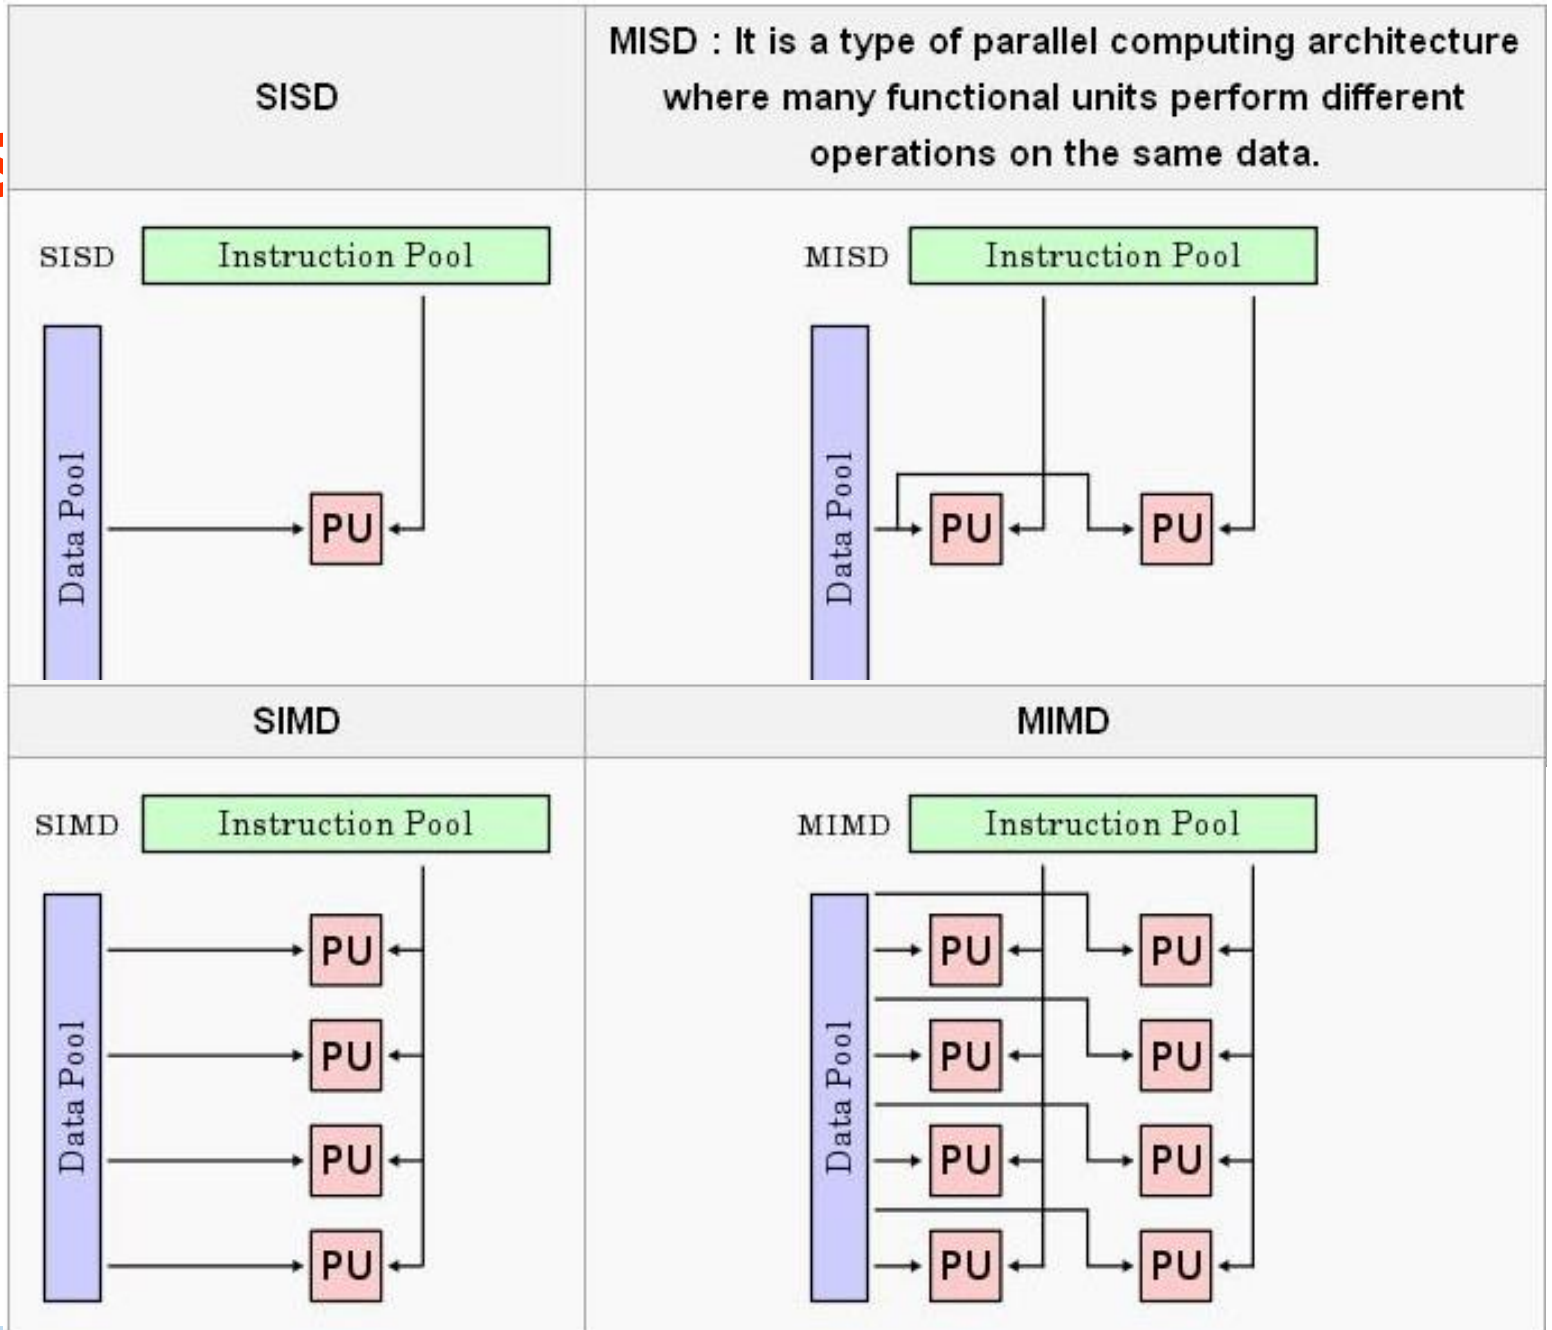 SISD
MISD : It is a type of parallel computing architecture
where many functional units perform different
operations on the same data.
SISD
Instruction Pool
Data Pool
PU
MISD
Instruction Pool
Data Pool
PU
PU
SIMD
MIMD
SIMD
Instruction Pool
Data Pool
PU
PU
PU
PU
MIMD
Instruction Pool
Data Pool
PU
PU
PU
PU
PU
PU
PU
PU